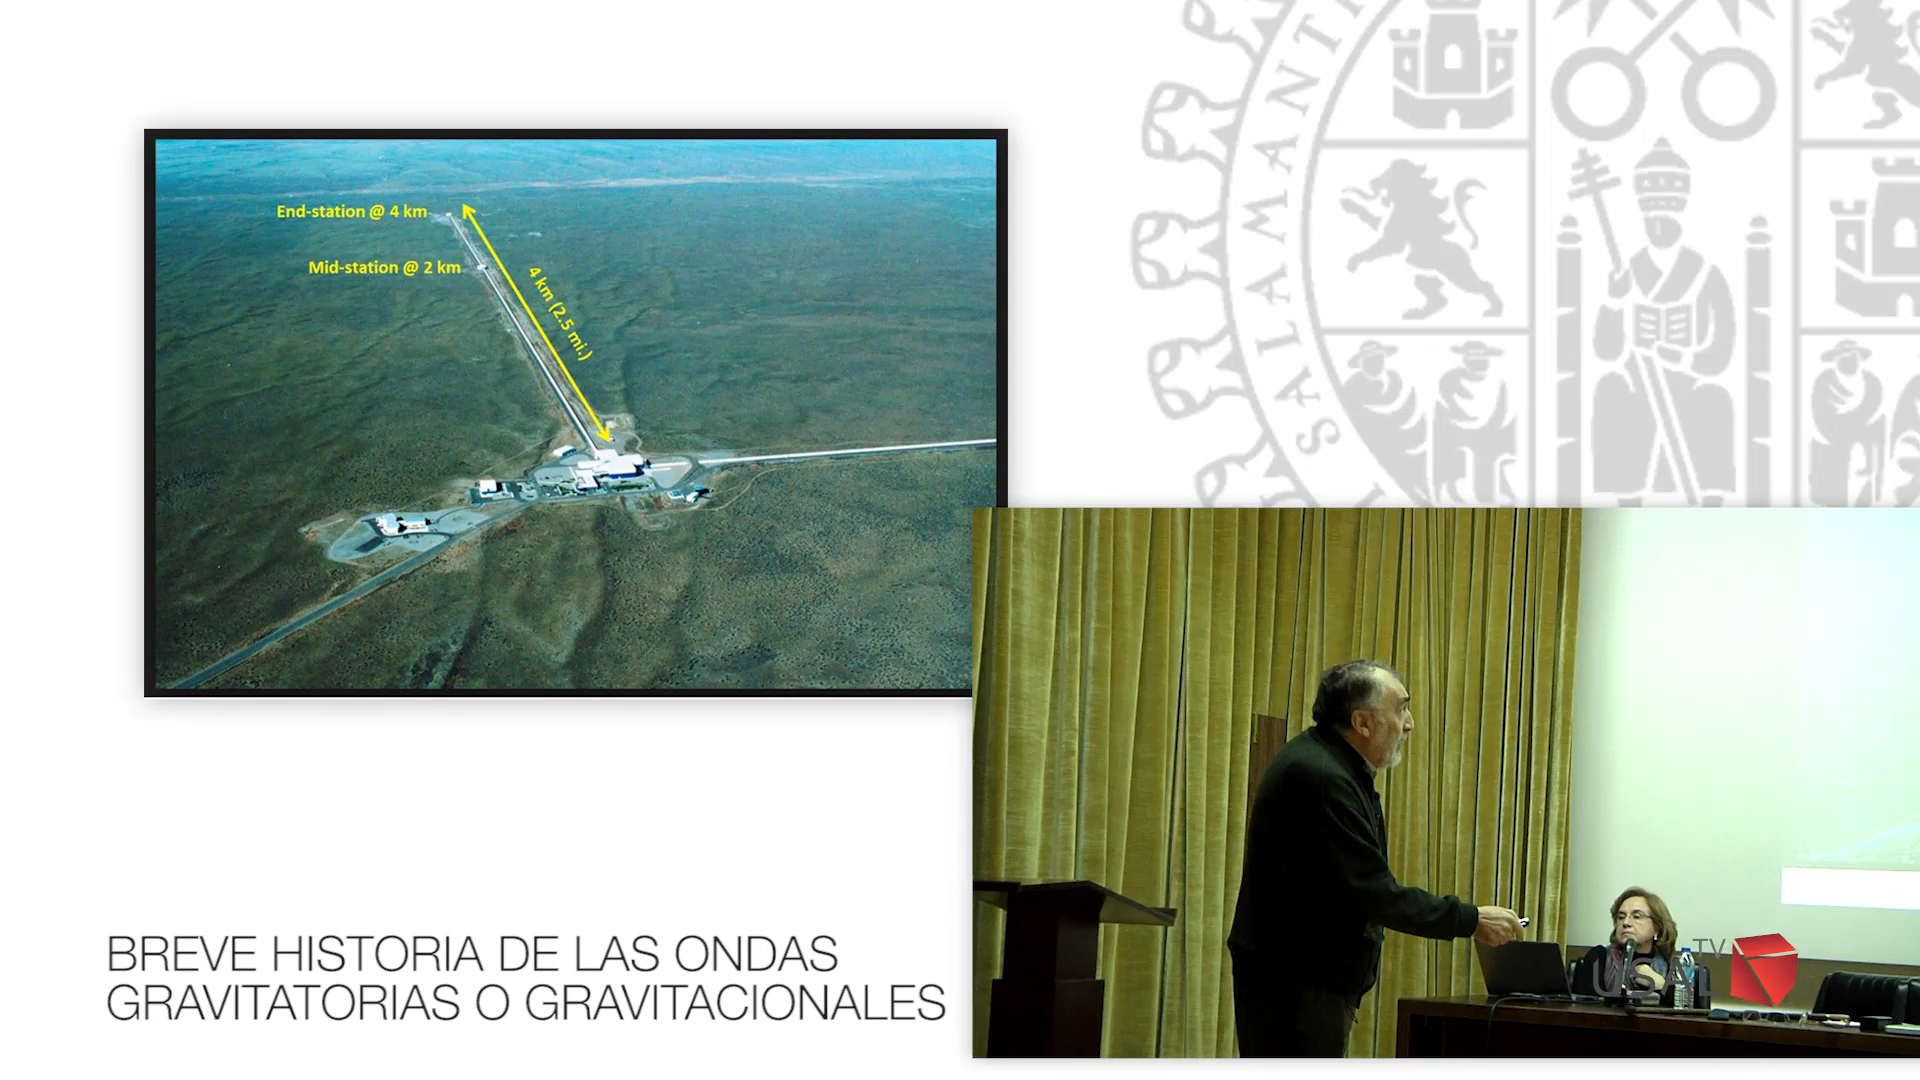 End-station @ 4 km
Mid-station @ 2 km
4 km (2.5 mi.)
SALAMANTI
BREVE HISTORIA DE LAS ONDAS
GRAVITATORIAS O GRAVITACIONALES
USAL TV